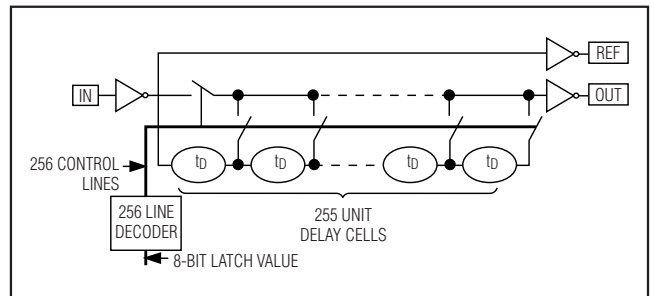 REF
IN
OUT
tD tD tD tD
256 CONTROL
LINES
256 LINE
DECODER
255 UNIT
DELAY CELLS
8-BIT LATCH VALUE